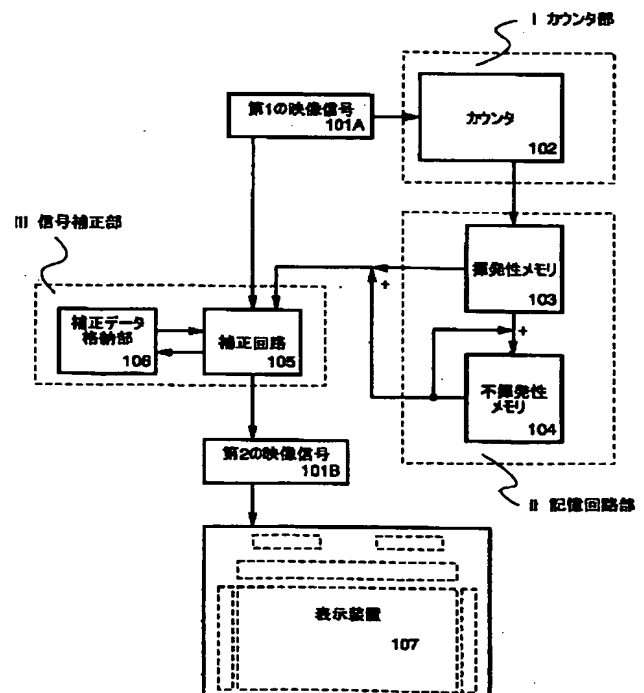 I カウンタ部
第1の映像信号
101A
カウンタ
102
III 信号補正部
揮発性メモリ
103
+
補正データ
格納部
106
補正回路
105
+
不揮発性
メモリ
104
第2の映像信号
101B
II 記憶回路部
表示装置
107